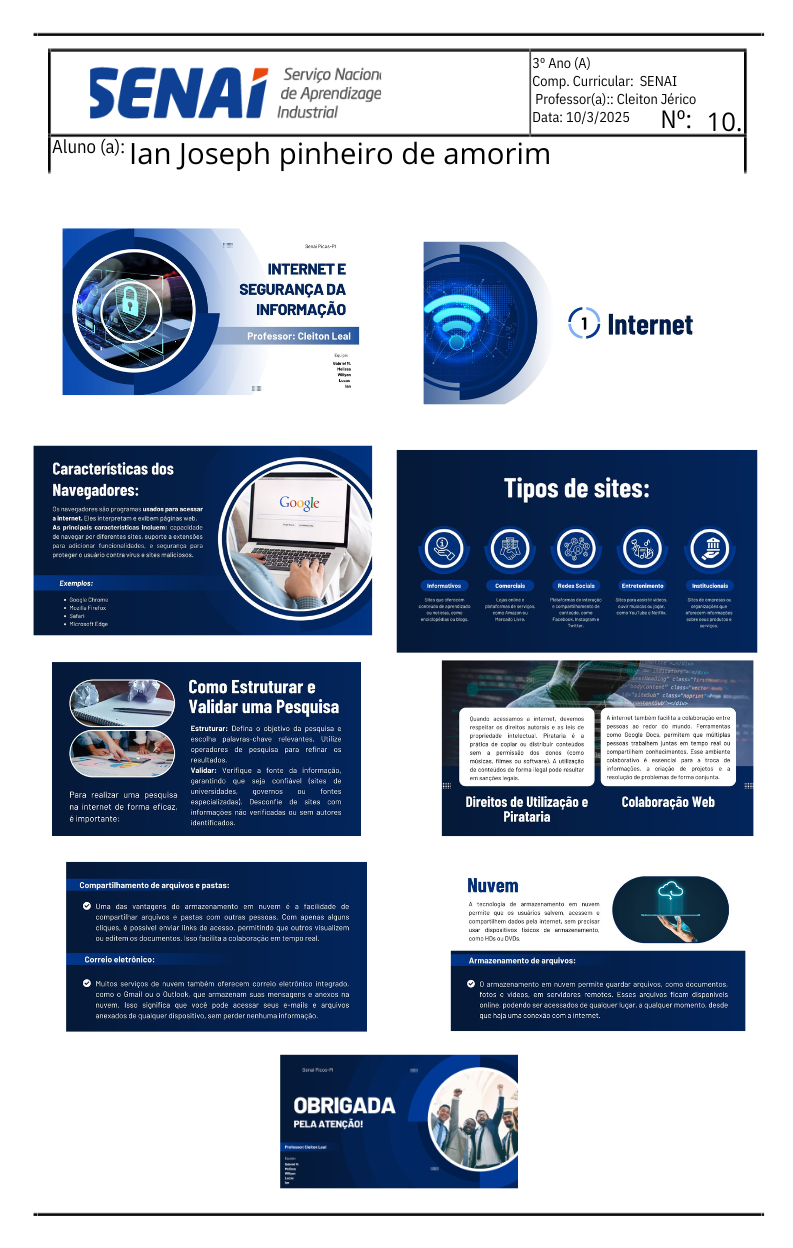 SENAI
Serviço Nacion
de Aprendizage
Industrial
3º Ano (A)
Comp. Curricular: SENAI
Professor(a):: Cleiton Jérico
Data: 10/3/2025
Nº: 10.
Aluno (a): Ian Joseph pinheiro de amorim
Senai Picos-PI
INTERNET E
SEGURANÇA DA
INFORMAÇÃO
Professor: Cleiton Leal
Equipe:
Gabriel M.
Melissa
Willyan
Lucas
Ian
1 Internet
Características dos
Navegadores:
Os navegadores são programas usados para acessar
a internet. Eles interpretam e exibem páginas web.
As principais características incluem: capacidade
de navegar por diferentes sites, suporte a extensões
para adicionar funcionalidades, e segurança para
proteger o usuário contra vírus e sites maliciosos.
Exemplos:
Google Chrome
Mozilla Firefox
Safari
Microsoft Edge
Google
Tipos de sites:
Informativos
Sites que oferecem
conteúdo de aprendizado
ou notícias, como
enciclopédias ou blogs.
Comerciais
Lojas online e
plataformas de serviços,
como Amazon ou
Mercado Livre.
Redes Sociais
Plataformas de interação
e compartilhamento de
conteúdo, como
Facebook, Instagram e
Twitter.
Entretenimento
Sites para assistir vídeos,
ouvir músicas ou jogar,
como YouTube e Netflix.
Institucionais
Sites de empresas ou
organizações que
oferecem informações
sobre seus produtos e
serviços.
Como Estruturar e
Validar uma Pesquisa
Para realizar uma pesquisa
na internet de forma eficaz,
é importante:
Estruturar: Defina o objetivo da pesquisa e
escolha palavras-chave relevantes. Utilize
operadores de pesquisa para refinar os
resultados.
Validar: Verifique a fonte da informação,
garantindo que seja confiável (sites de
universidades, governos ou fontes
especializadas). Desconfie de sites com
informações não verificadas ou sem autores
identificados.
Quando acessamos a internet, devemos
respeitar os direitos autorais e as leis de
propriedade intelectual. Pirataria é a
prática de copiar ou distribuir conteúdos
sem a permissão dos donos (como
músicas, filmes ou software). A utilização
de conteúdos de forma ilegal pode resultar
em sanções legais.
Direitos de Utilização e
Pirataria
A internet também facilita a colaboração entre
pessoas ao redor do mundo. Ferramentas
como Google Docs, permitem que múltiplas
pessoas trabalhem juntas em tempo real ou
compartilhem conhecimentos. Esse ambiente
colaborativo é essencial para a troca de
informações, a criação de projetos e a
resolução de problemas de forma conjunta.
Colaboração Web
Compartilhamento de arquivos e pastas:
Uma das vantagens do armazenamento em nuvem é a facilidade de
compartilhar arquivos e pastas com outras pessoas. Com apenas alguns
cliques, é possível enviar links de acesso, permitindo que outros visualizem
ou editem os documentos. Isso facilita a colaboração em tempo real.
Correio eletrônico:
Muitos serviços de nuvem também oferecem correio eletrônico integrado,
como o Gmail ou o Outlook, que armazenam suas mensagens e anexos na
nuvem. Isso significa que você pode acessar seus e-mails e arquivos
anexados de qualquer dispositivo, sem perder nenhuma informação.
Nuvem
A tecnologia de armazenamento em nuvem
permite que os usuários salvem, acessem e
compartilhem dados pela internet, sem precisar
usar dispositivos físicos de armazenamento,
como HDs ou DVDs.
Armazenamento de arquivos:
O armazenamento em nuvem permite guardar arquivos, como documentos,
fotos e vídeos, em servidores remotos. Esses arquivos ficam disponíveis
online, podendo ser acessados de qualquer lugar, a qualquer momento, desde
que haja uma conexão com a internet.
Senai Picos-PI
OBRIGADA
PELA ATENÇÃO!
Professor: Cleiton Leal
Equipe:
Gabriel M.
Melissa
Willyan
Lucas
Ian